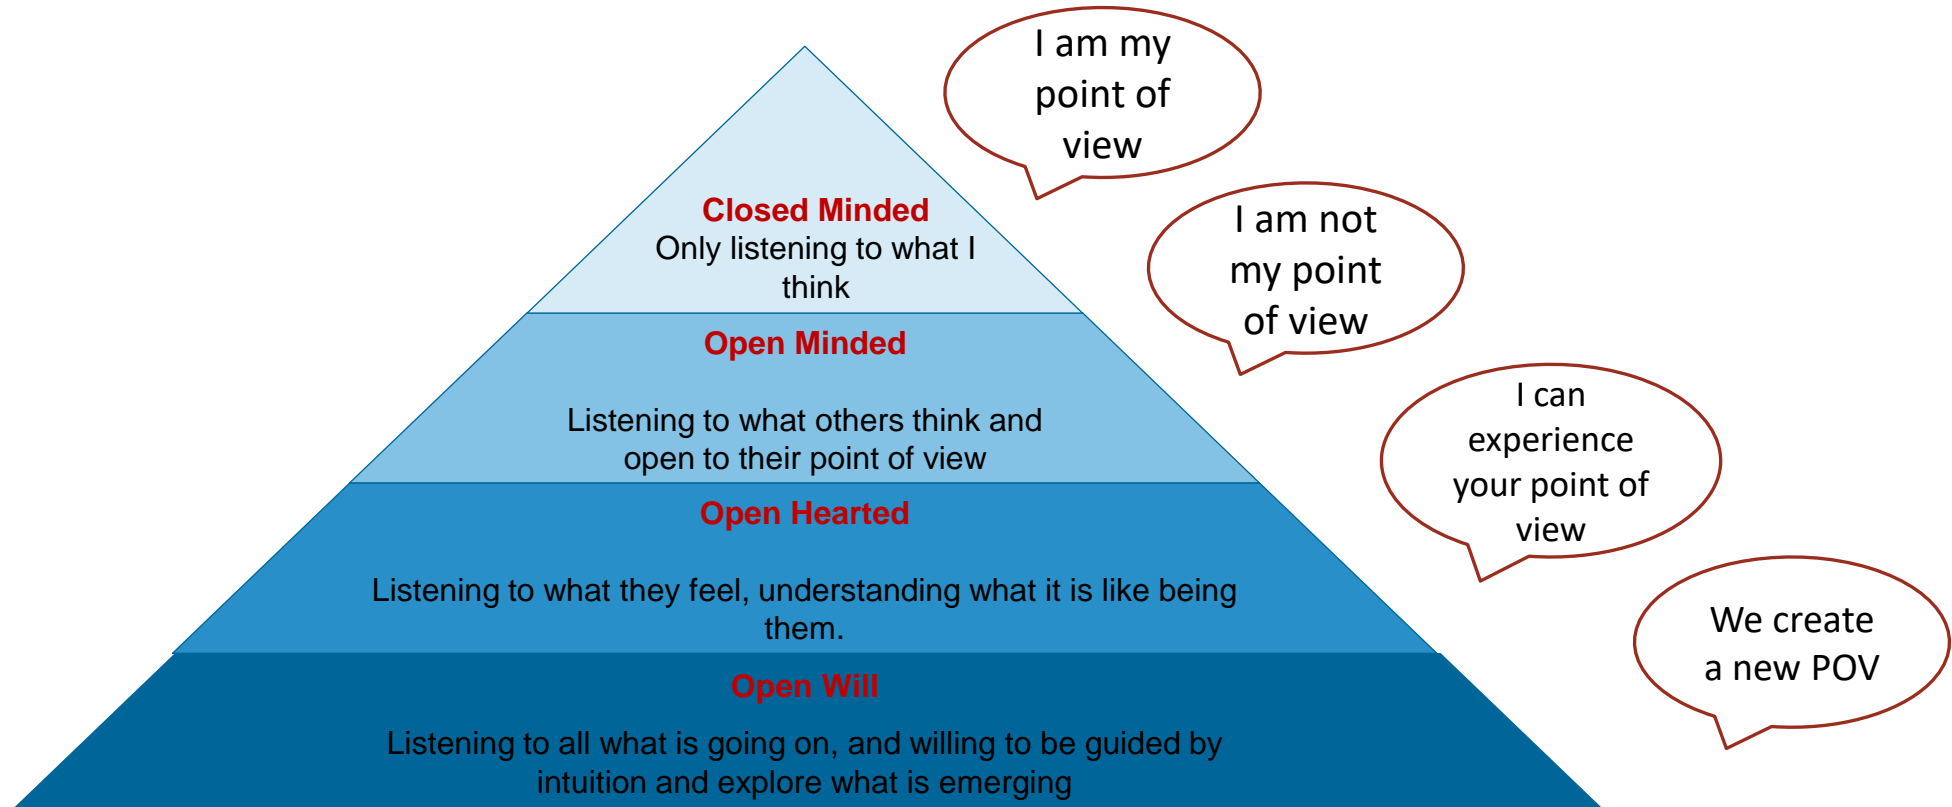 I am my
point of
view
Closed Minded
Only listening to what I
think
I am not
my point
of view
Open Minded
Listening to what others think and
open to their point of view
I can
experience
your point of
view
Open Hearted
Listening to what they feel, understanding what it is like being
them.
We create
a new POV
Open Will
Listening to all what is going on, and willing to be guided by
intuition and explore what is emerging